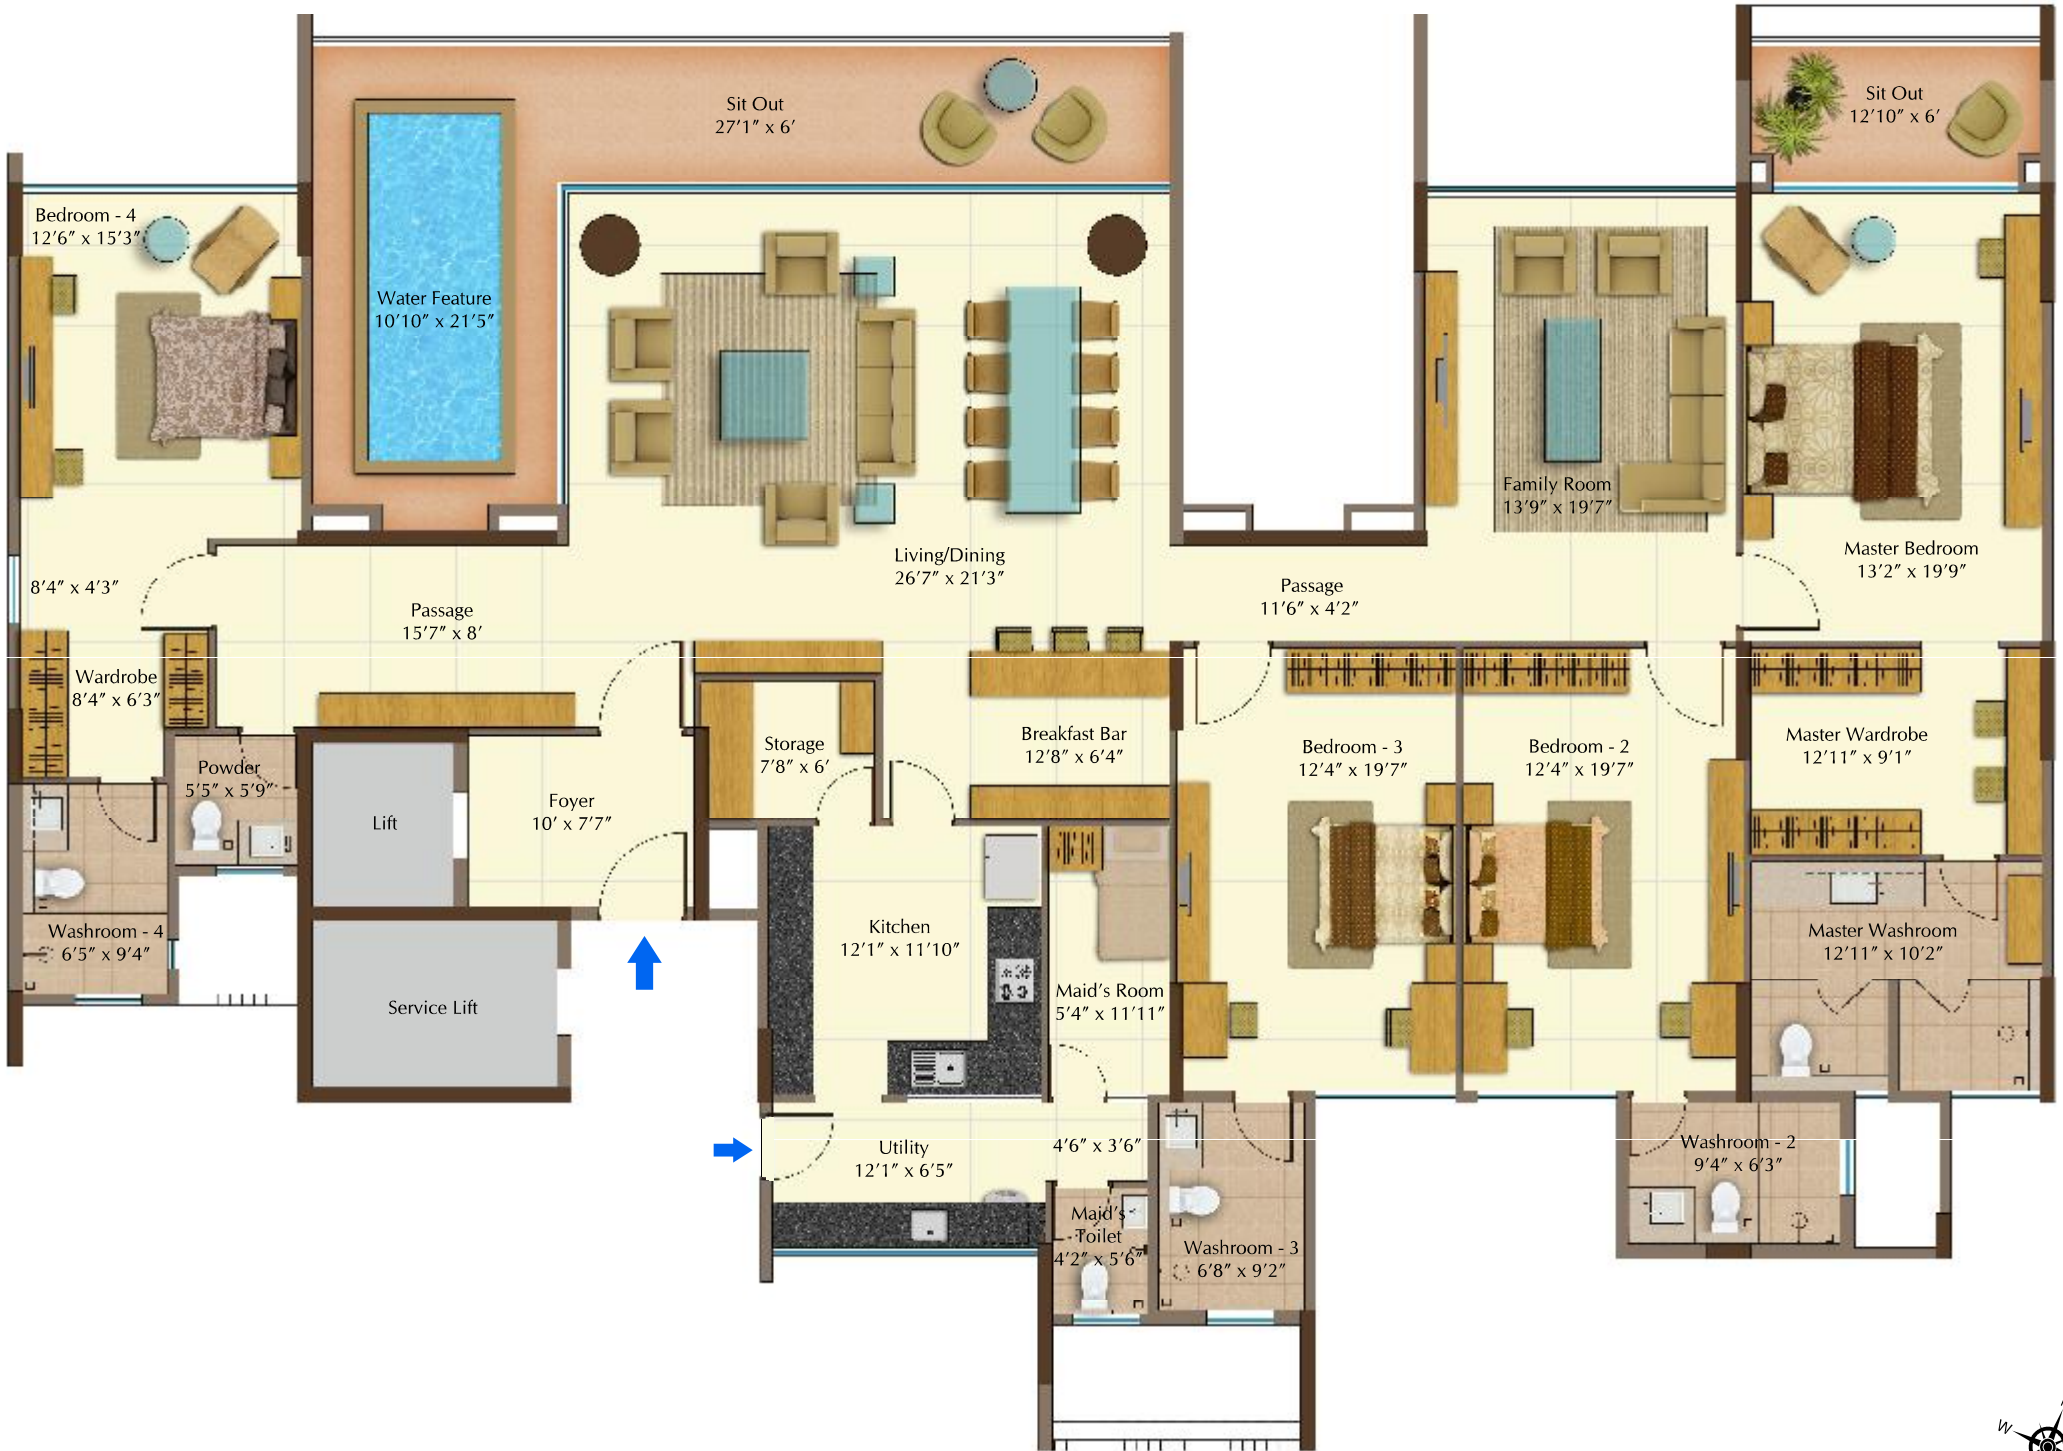 Sit Out
27'1" x 6'
Sit Out
12'10" x 6'
Bedroom - 4
12'6" x 15'3"
Water Feature
10'10" x 21'5"
Family Room
13'9" x 19'7"
Living/Dining
26'7" x 21'3"
Master Bedroom
13'2" x 19'9"
8'4" x 4'3"
Passage
15'7" x 8'
Passage
11'6" x 4'2"
Wardrobe
8'4" x 6'3"
Storage
7'8" x 6'
Breakfast Bar
12'8" x 6'4"
Bedroom - 3
12'4" x 19'7"
Bedroom - 2
12'4" x 19'7"
Master Wardrobe
12'11" x 9'1"
Powder
5'5" x 5'9"
Lift
Foyer
10' x 7'7"
Washroom - 4
6'5" x 9'4"
Kitchen
12'1" x 11'10"
Master Washroom
12'11" x 10'2"
Service Lift
Maid's Room
5'4" x 11'11"
Utility
12'1" x 6'5"
4'6" x 3'6"
Washroom - 2
9'4" x 6'3"
Maid's
Toilet
4'2" x 5'6"
Washroom - 3
6'8" x 9'2"
W